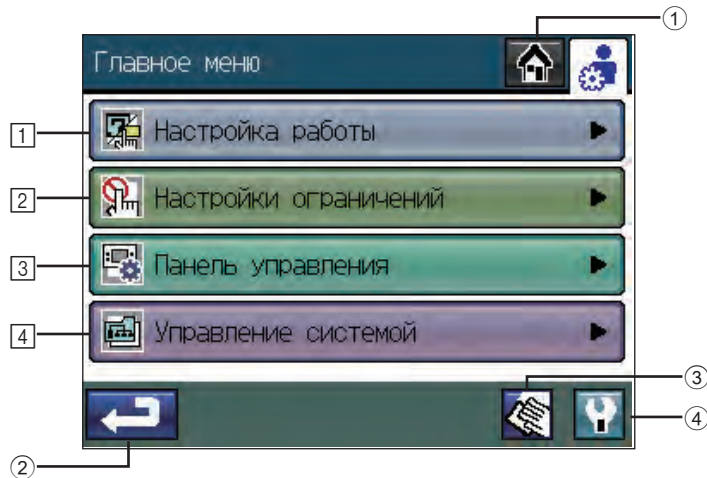 ①
Главное меню
1 Настройка работы
2 Настройки ограничений
3 Панель управления
4 Управление системой
③
④
②